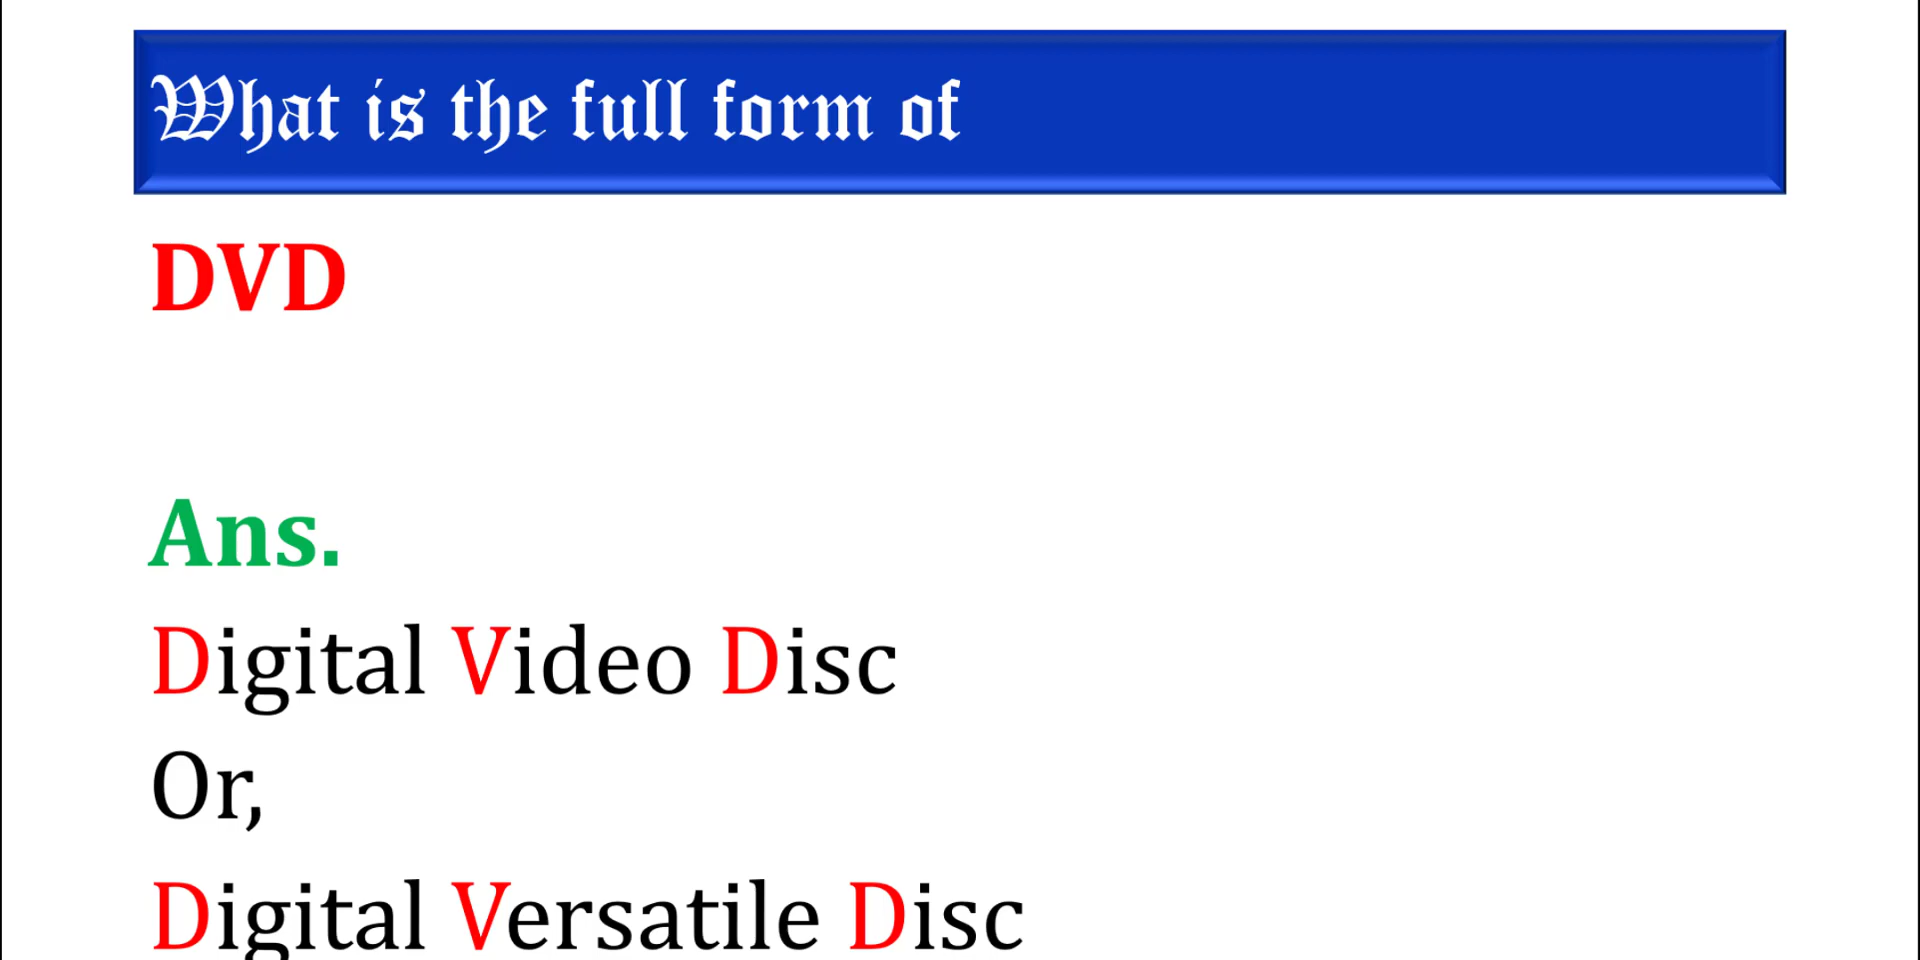 What is the full form of
DVD
Ans.
Digital Video Disc
Or,
Digital Versatile Disc